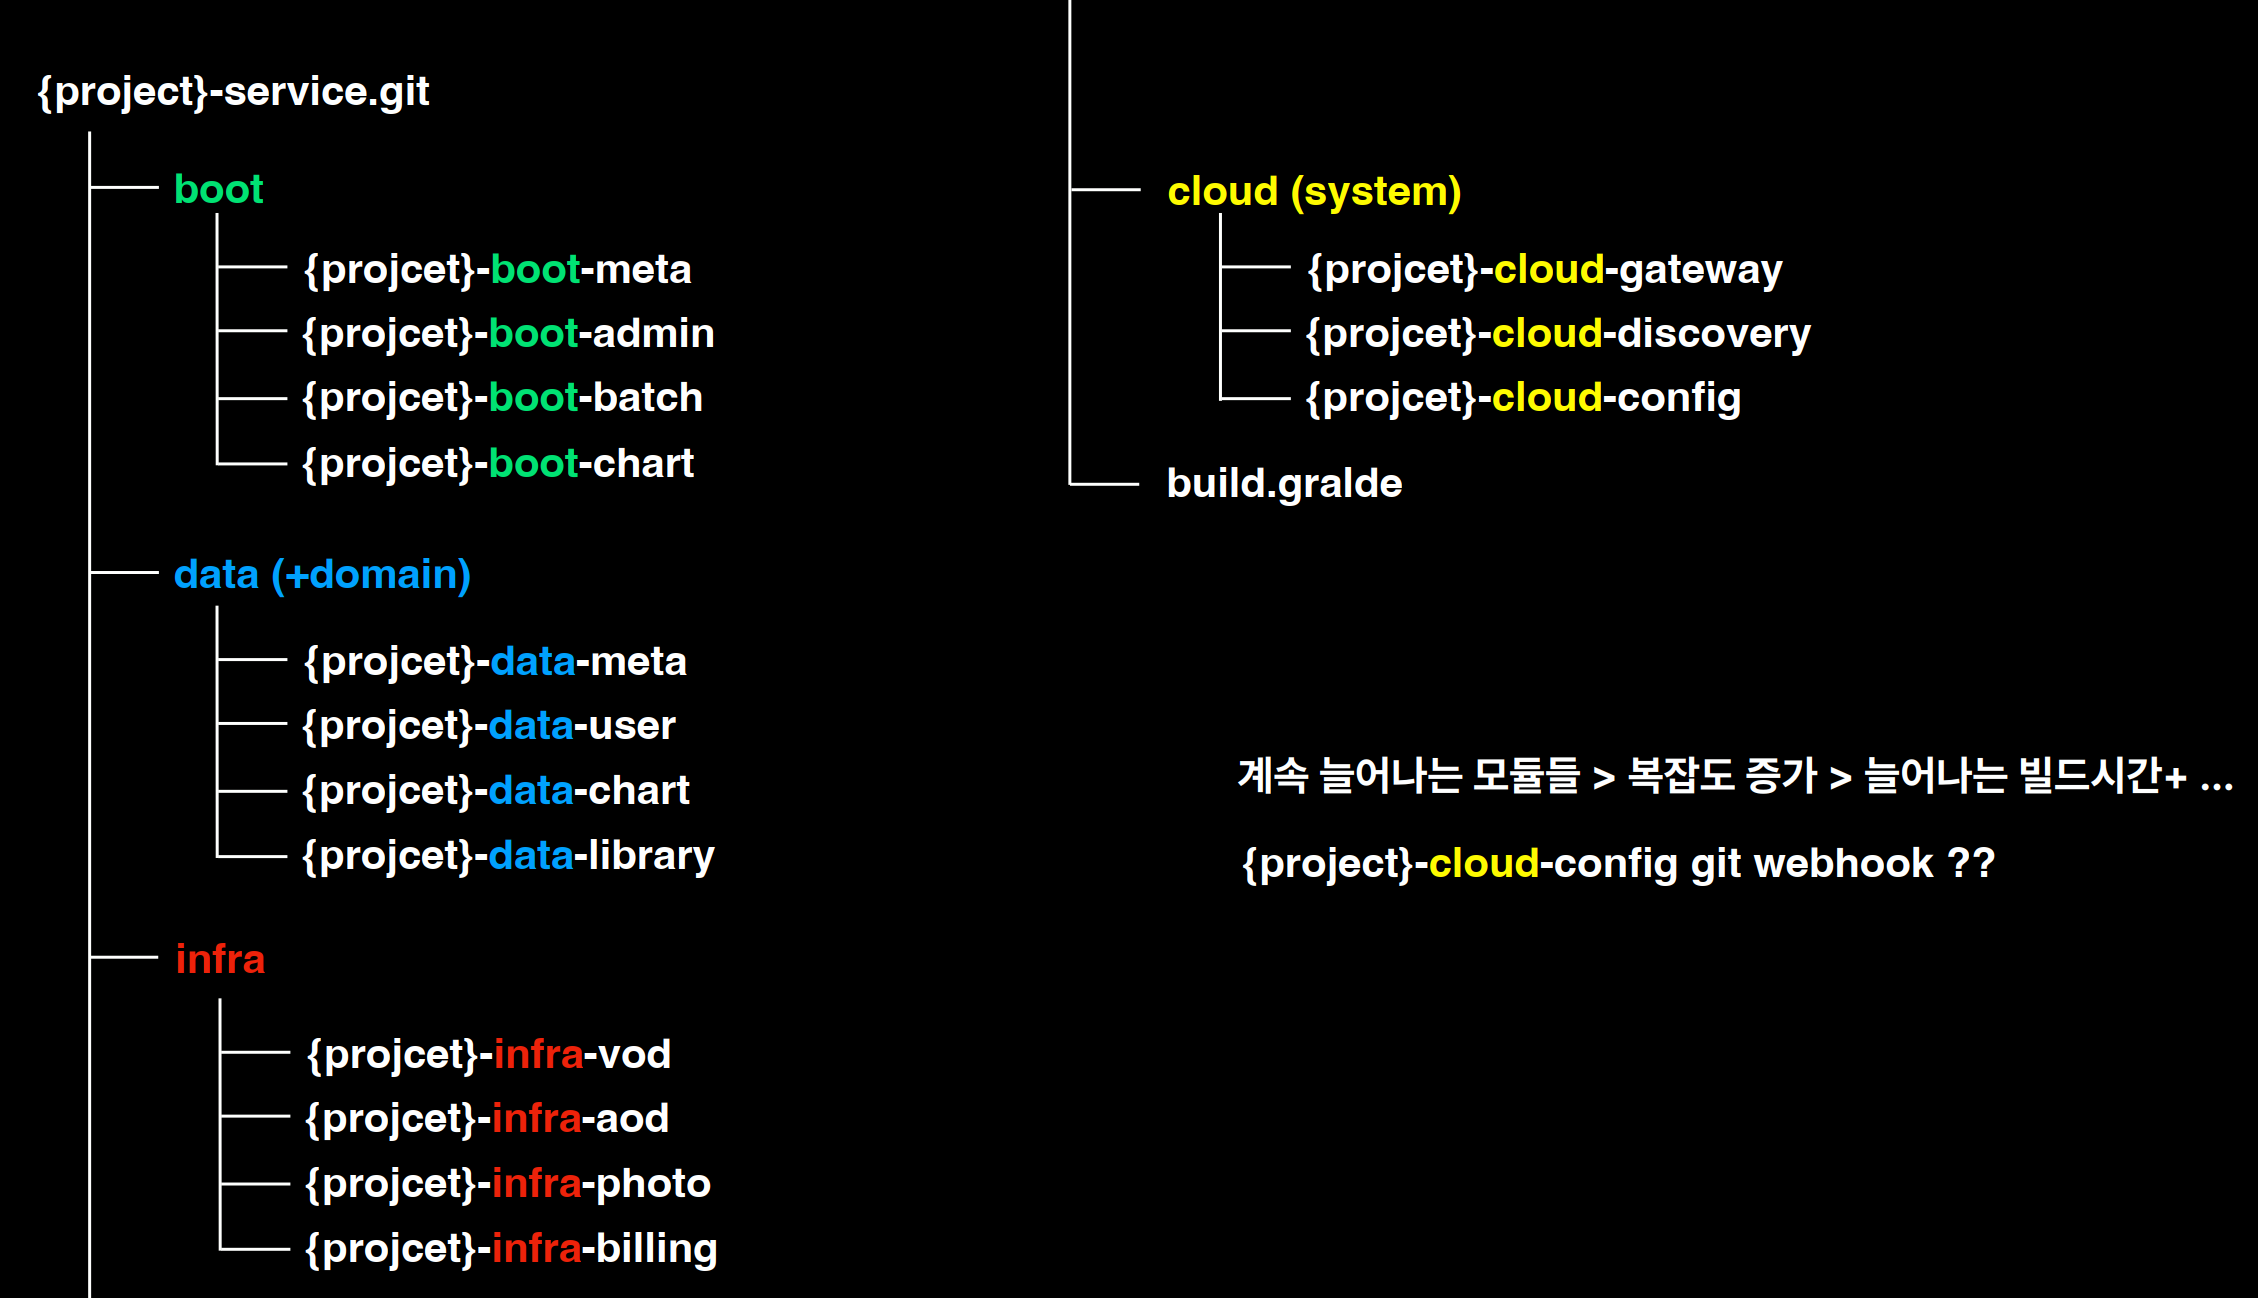 {project}-service.git
boot
{projcet}-boot-meta
{projcet}-boot-admin
{projcet}-boot-batch
{projcet}-boot-chart
data (+domain)
{projcet}-data-meta
{projcet}-data-user
{projcet}-data-chart
{projcet}-data-library
infra
{projcet}-infra-vod
{projcet}-infra-aod
{projcet}-infra-photo
{projcet}-infra-billing
cloud (system)
{projcet}-cloud-gateway
{projcet}-cloud-discovery
{projcet}-cloud-config
build.gralde
계속 늘어나는 모듈들 > 복잡도 증가 > 늘어나는 빌드시간+ ...
{project}-cloud-config git webhook ??